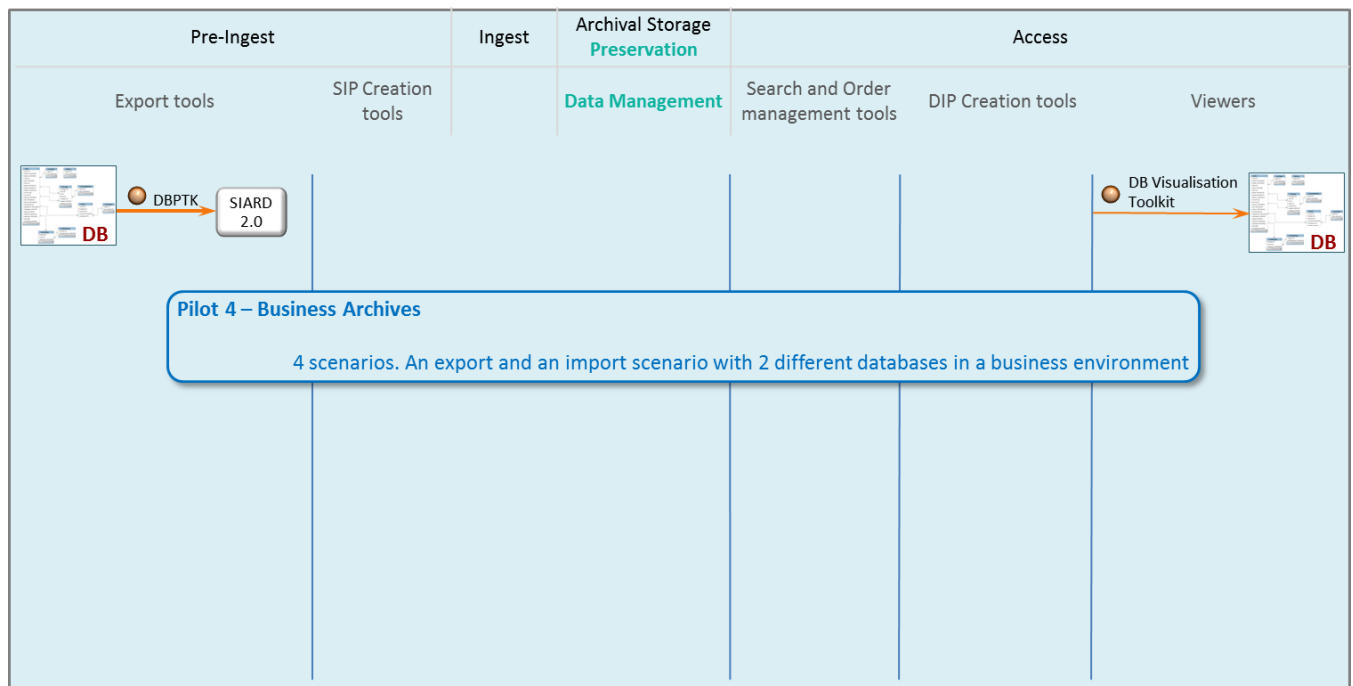 Pre-Ingest
Ingest
Archival Storage
Preservation
Access
Export tools
SIP Creation
tools
Data Management
Search and Order
management tools
DIP Creation tools
Viewers
DB
DBPTK
SIARD
2.0
DB Visualisation
Toolkit
DB
Pilot 4 – Business Archives
4 scenarios. An export and an import scenario with 2 different databases in a business environment